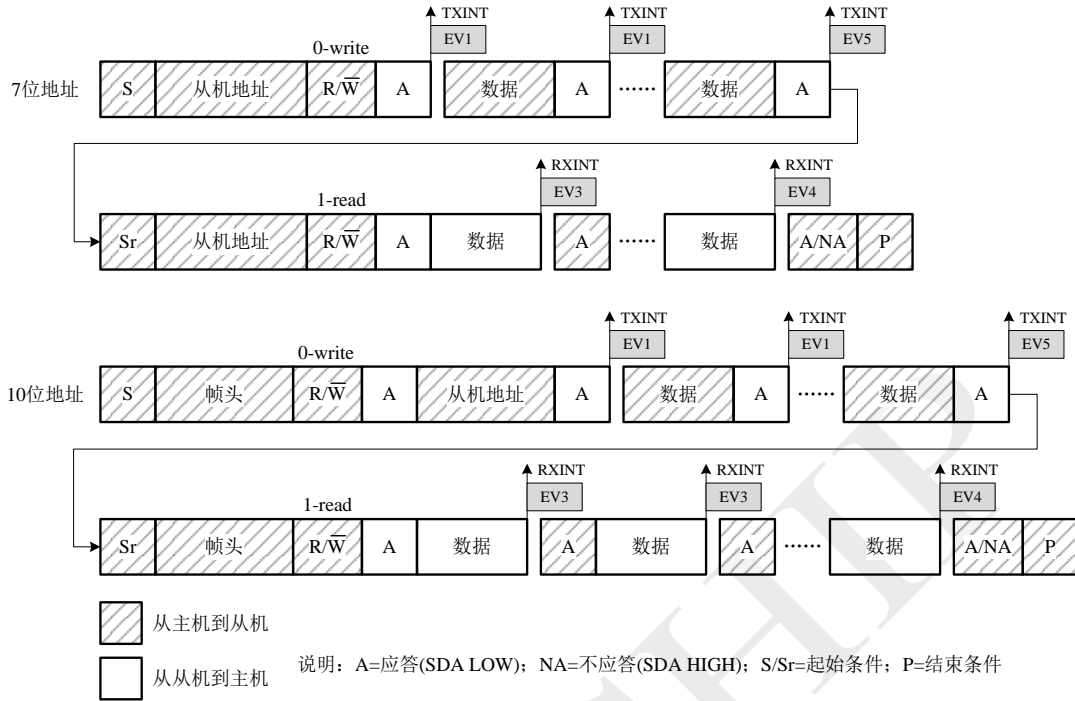 TXINT TXINT TXINT
EV1 EV1 EV5
0-write
7位地址 S 从机地址 R/W̅ A 数据 A …… 数据 A
RXINT RXINT
EV3 EV4
1-read
Sr 从机地址 R/W̅ A 数据 A …… 数据 A/NA P
TXINT TXINT TXINT
EV1 EV1 EV5
0-write
10位地址 S 帧头 R/W̅ A 从机地址 A 数据 A …… 数据 A
RXINT RXINT RXINT
EV3 EV3 EV4
1-read
Sr 帧头 R/W̅ A 数据 A 数据 A …… 数据 A/NA P
从主机到从机
从从机到主机
说明：A=应答(SDA LOW)；NA=不应答(SDA HIGH)；S/Sr=起始条件；P=结束条件